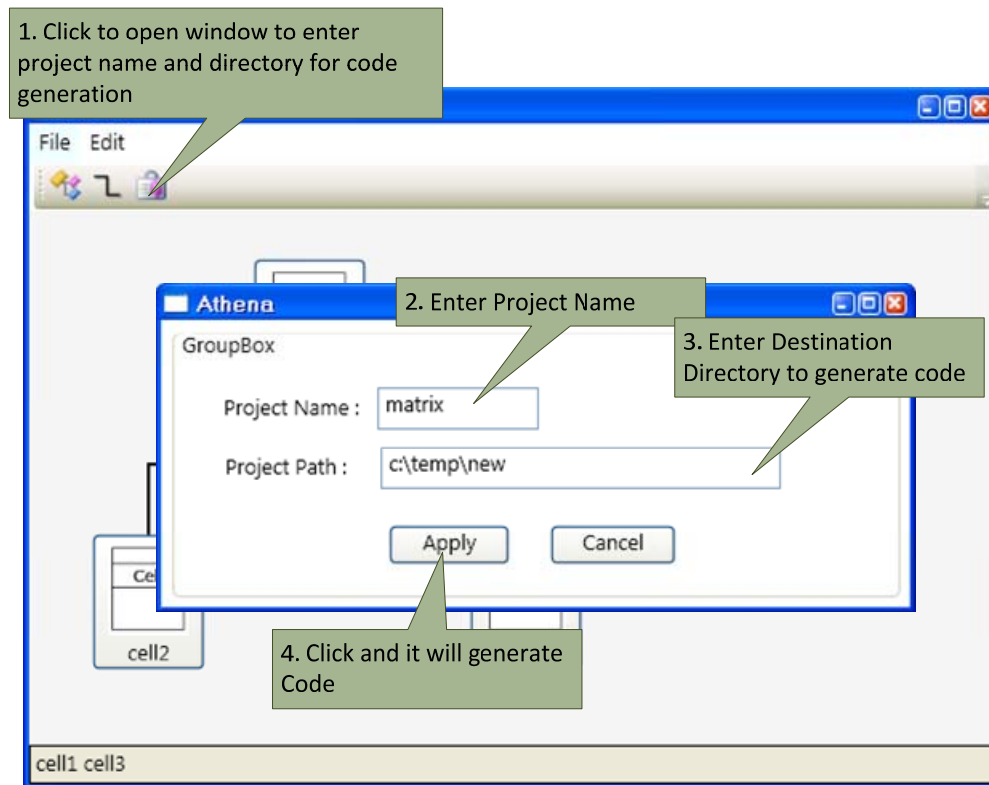 1. Click to open window to enter
project name and directory for code
generation
File Edit
Athena
2. Enter Project Name
3. Enter Destination
Directory to generate code
GroupBox
Project Name :
matrix
Project Path :
c:\temp\new
Apply
Cancel
cell2
4. Click and it will generate
Code
cell1 cell3